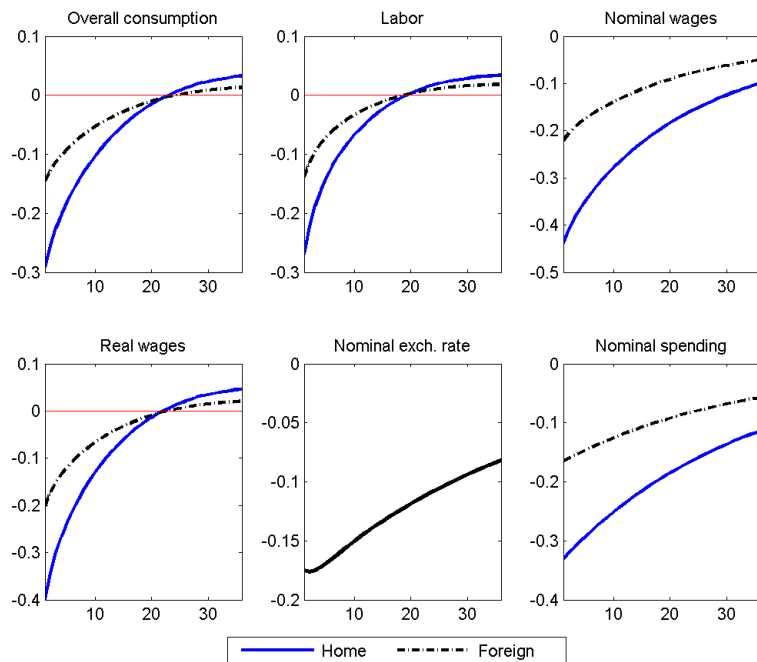 Overall consumption
0.1
0
-0.1
-0.2
-0.3
10 20 30
Labor
0.1
0
-0.1
-0.2
-0.3
10 20 30
Nominal wages
0
-0.1
-0.2
-0.3
-0.4
-0.5
10 20 30
Real wages
0.1
0
-0.1
-0.2
-0.3
-0.4
10 20 30
Nominal exch. rate
0
-0.05
-0.1
-0.15
-0.2
10 20 30
Nominal spending
0
-0.1
-0.2
-0.3
-0.4
10 20 30
Home Foreign